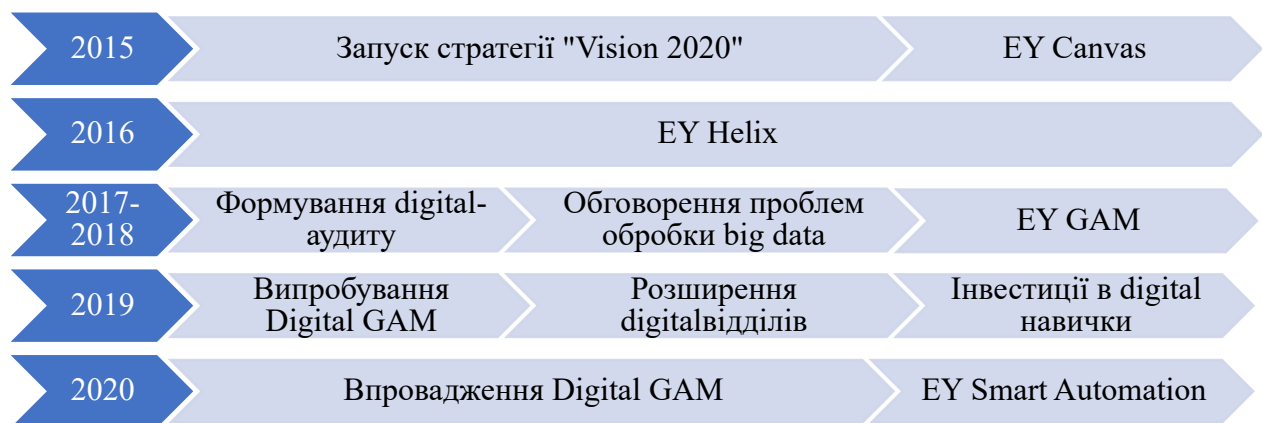 2015
Запуск стратегії "Vision 2020"
EY Canvas
2016
EY Helix
2017-
2018
Формування digital-
аудиту
Обговорення проблем
обробки big data
EY GAM
2019
Випробування
Digital GAM
Розширення
digitalвідділів
Інвестиції в digital
навички
2020
Впровадження Digital GAM
EY Smart Automation